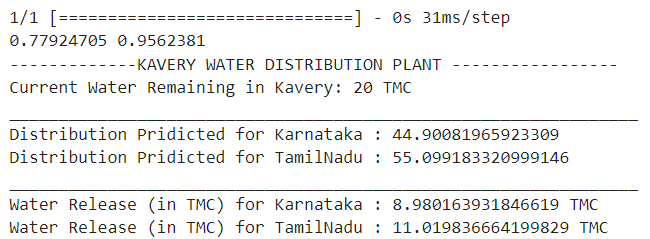 1/1 [==============================] - 0s 31ms/step
0.77924705 0.9562381
-------------KAVERY WATER DISTRIBUTION PLANT -----------------
Current Water Remaining in Kavery: 20 TMC
________________________________________________________________
Distribution Pridicted for Karnataka : 44.90081965923309
Distribution Pridicted for TamilNadu : 55.099183320999146
________________________________________________________________
Water Release (in TMC) for Karnataka : 8.980163931846619 TMC
Water Release (in TMC) for TamilNadu : 11.019836664199829 TMC